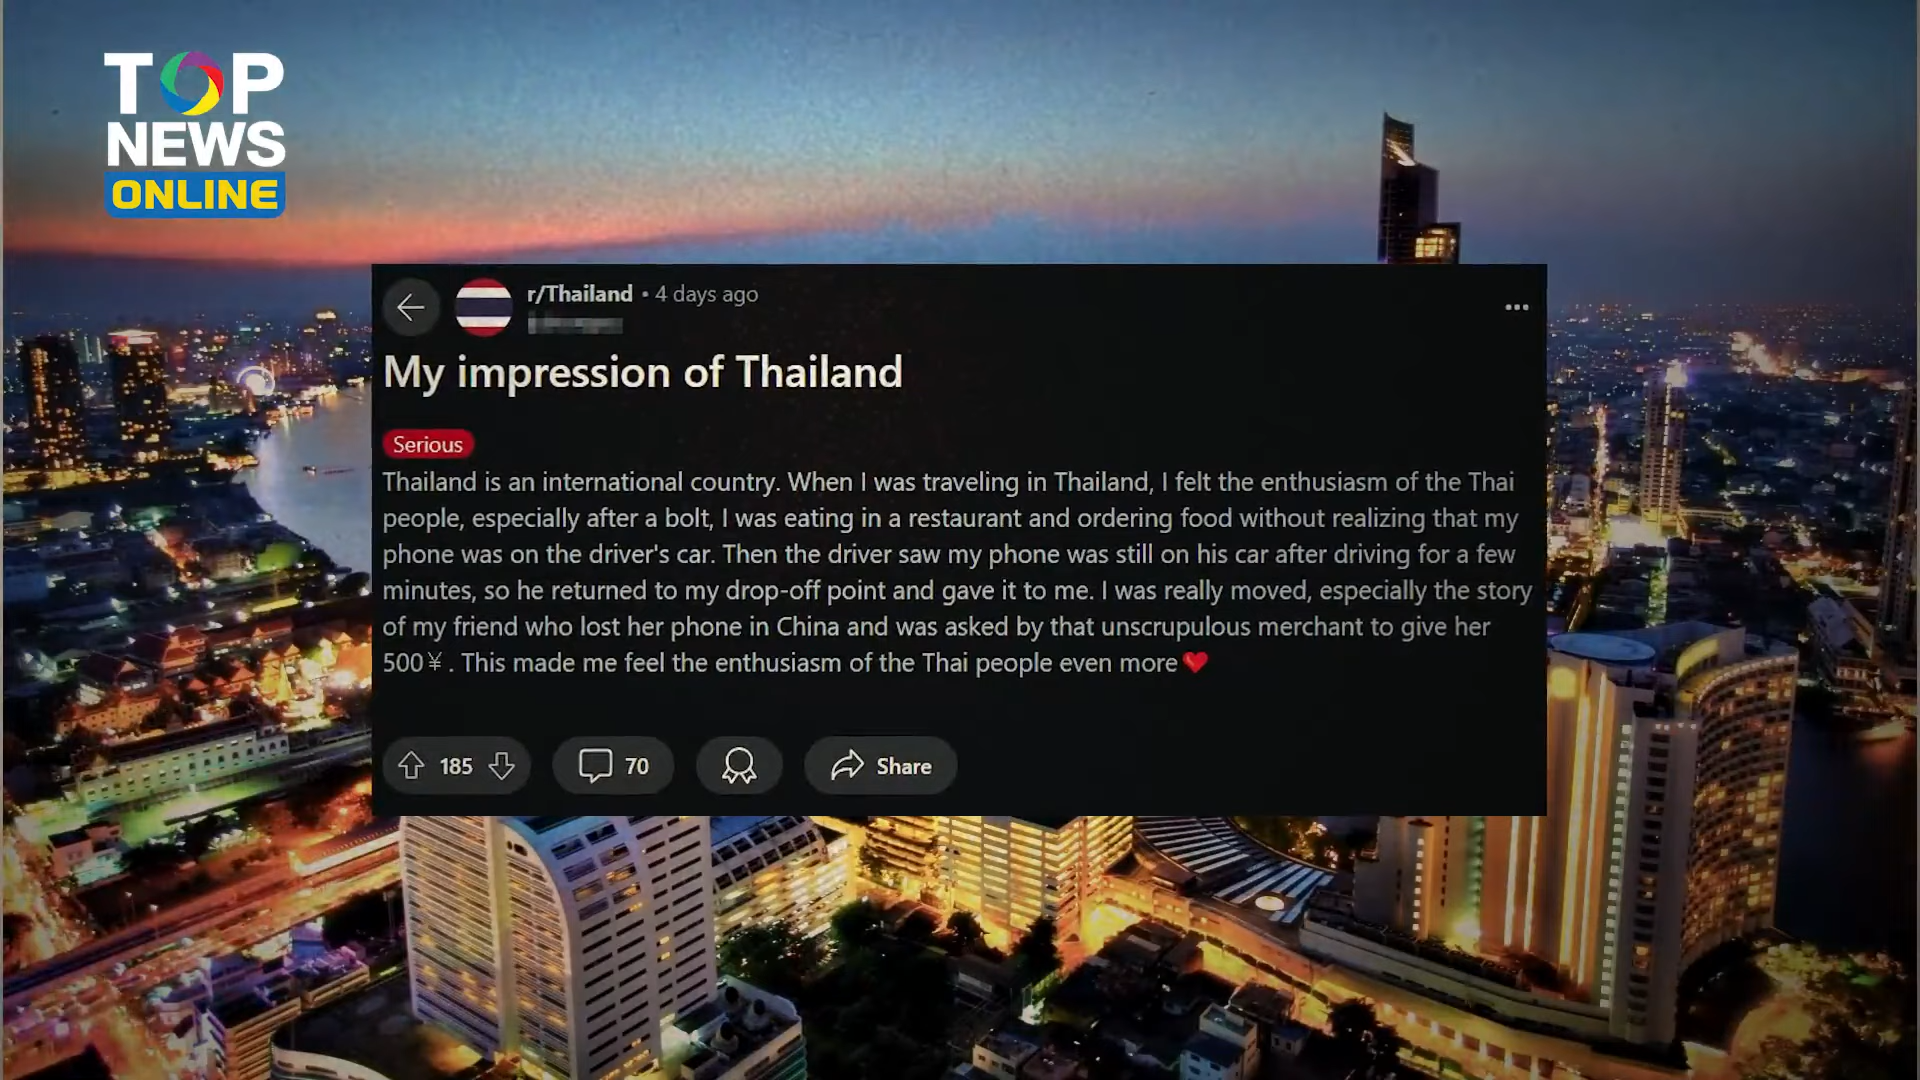 TOP
NEWS
ONLINE
r/Thailand • 4 days ago
My impression of Thailand
Serious
Thailand is an international country. When I was traveling in Thailand, I felt the enthusiasm of the Thai
people, especially after a bolt, I was eating in a restaurant and ordering food without realizing that my
phone was on the driver's car. Then the driver saw my phone was still on his car after driving for a few
minutes, so he returned to my drop-off point and gave it to me. I was really moved, especially the story
of my friend who lost her phone in China and was asked by that unscrupulous merchant to give her
500¥. This made me feel the enthusiasm of the Thai people even more❤️
185
70
Share